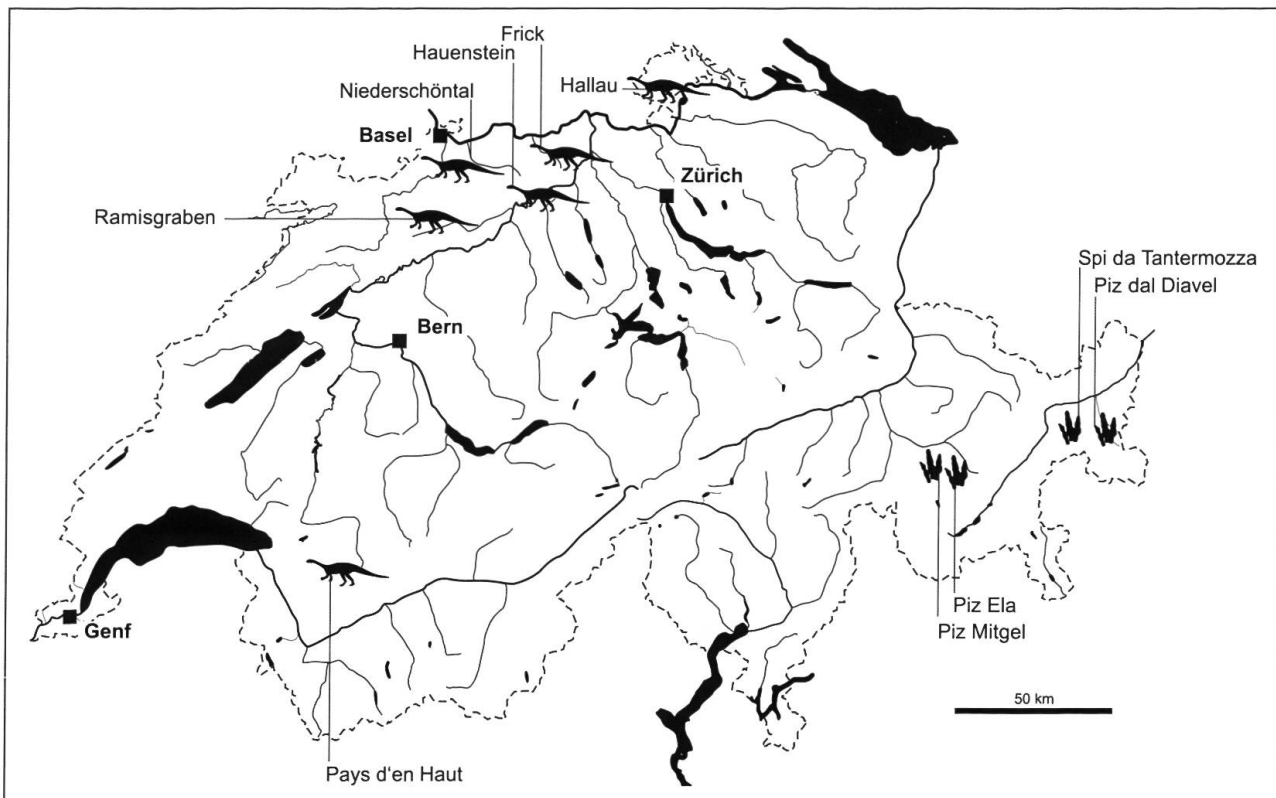 Frick
Hauenstein
Hallau
Niederschöntal
Basel
Zürich
Ramisgraben
Spi da Tantermozza
Piz dal Diavel
Bern
Piz Ela
Genf
Piz Mitgel
50 km
Pays d'en Haut